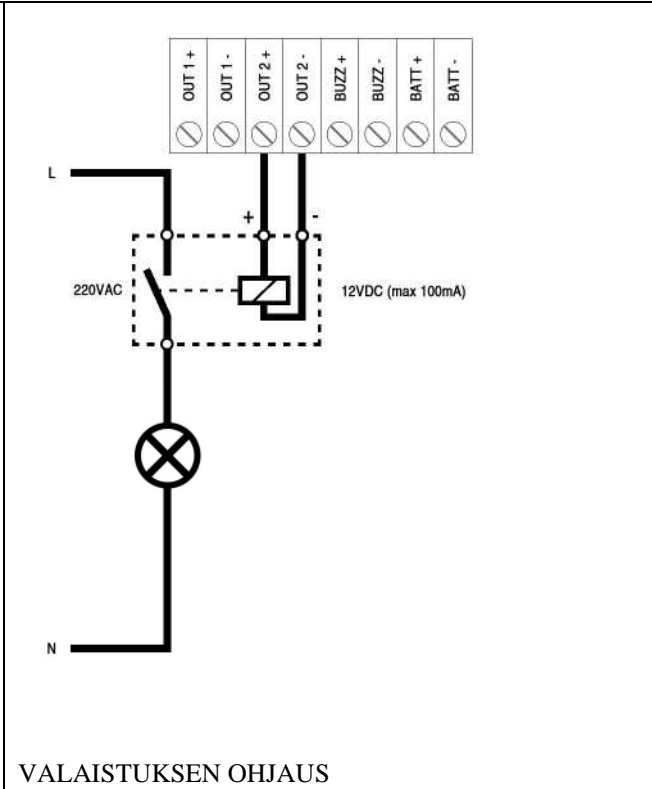 OUT 1 +
OUT 1 -
OUT 2 +
OUT 2 -
BUZZ +
BUZZ -
BATT +
BATT -
L
+
-
220VAC
12VDC (max 100mA)
N
VALAISTUKSEN OHJAUS